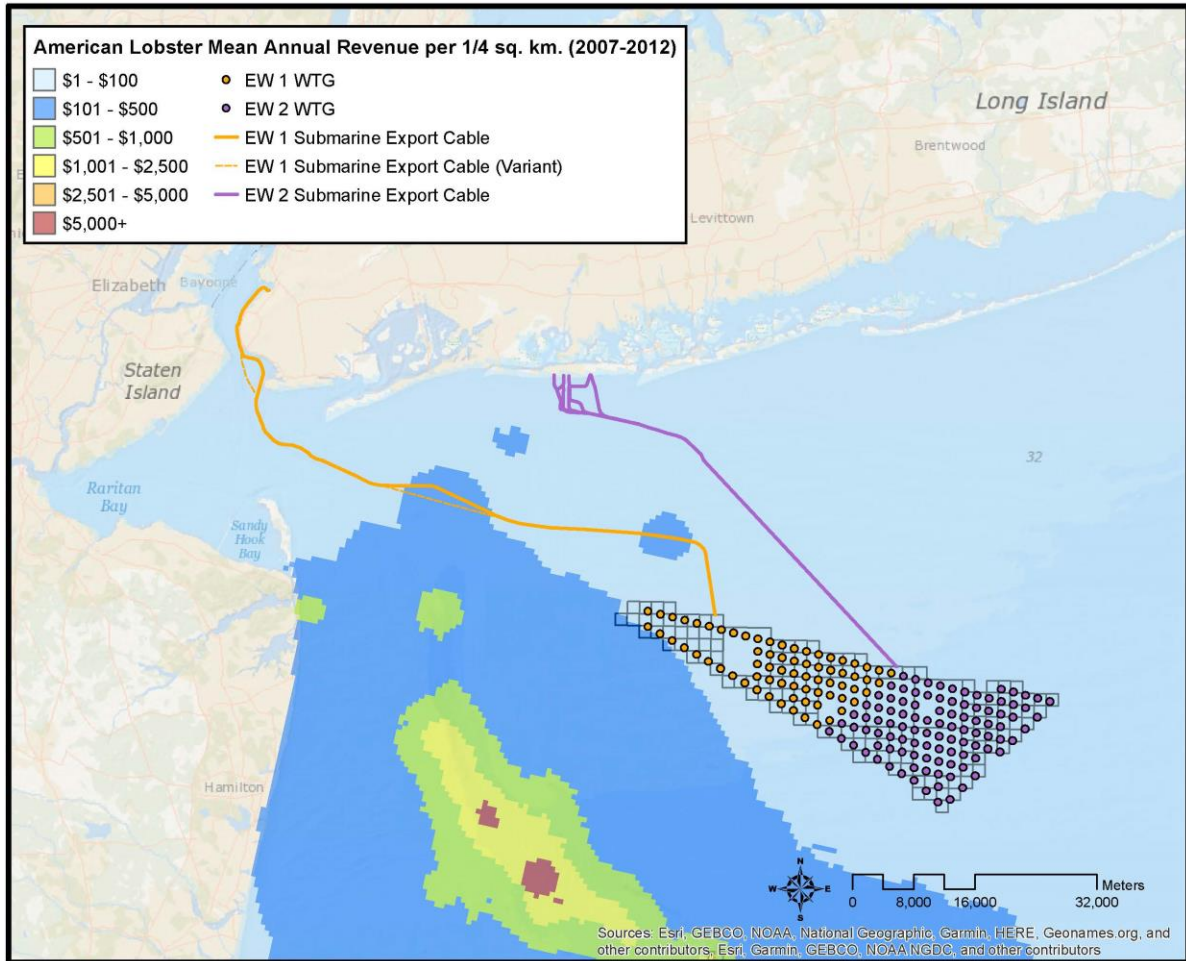 American Lobster Mean Annual Revenue per 1/4 sq. km. (2007-2012)
$1 - $100
$101 - $500
$501 - $1,000
$1,001 - $2,500
$2,501 - $5,000
$5,000+
EW 1 WTG
EW 2 WTG
EW 1 Submarine Export Cable
EW 1 Submarine Export Cable (Variant)
EW 2 Submarine Export Cable
Long Island
Brentwood
Levittown
Elizabeth
Bayonne
Staten
Island
32
Raritan
Bay
Sandy
Hook
Bay
Hamilton
N
W
E
S
Meters
0
8,000
16,000
32,000
Sources: Esri, GEBCO, NOAA, National Geographic, Garmin, HERE, Geonames.org, and
other contributors, Esri, Garmin, GEBCO, NOAA NGDC, and other contributors